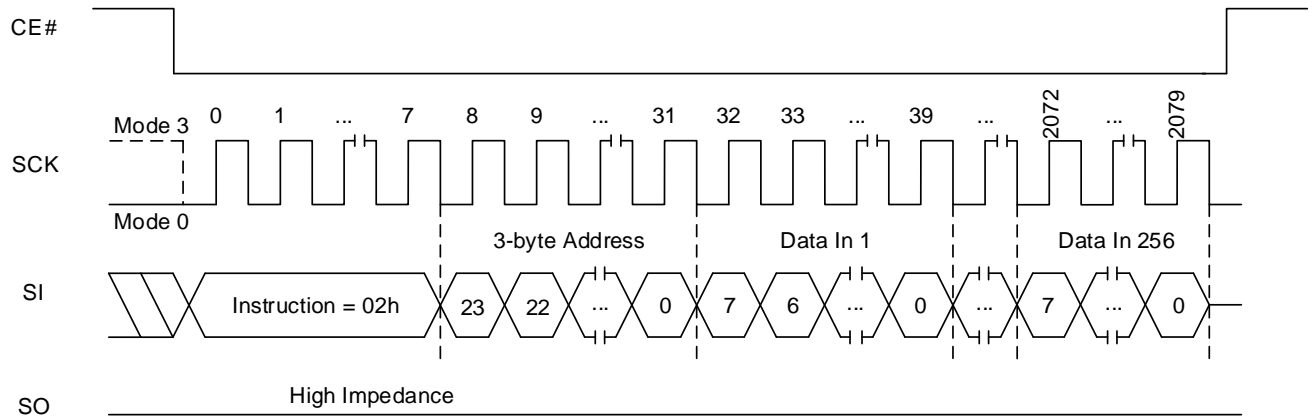 CE#
0 1 ... 7 8 9 ... 31 32 33 ... 39 ... 2072 ... 2079
Mode 3
SCK
Mode 0
3-byte Address Data In 1 Data In 256
SI Instruction = 02h 23 22 ... 0 7 6 ... 0 ... 7 ... 0
High Impedance
SO